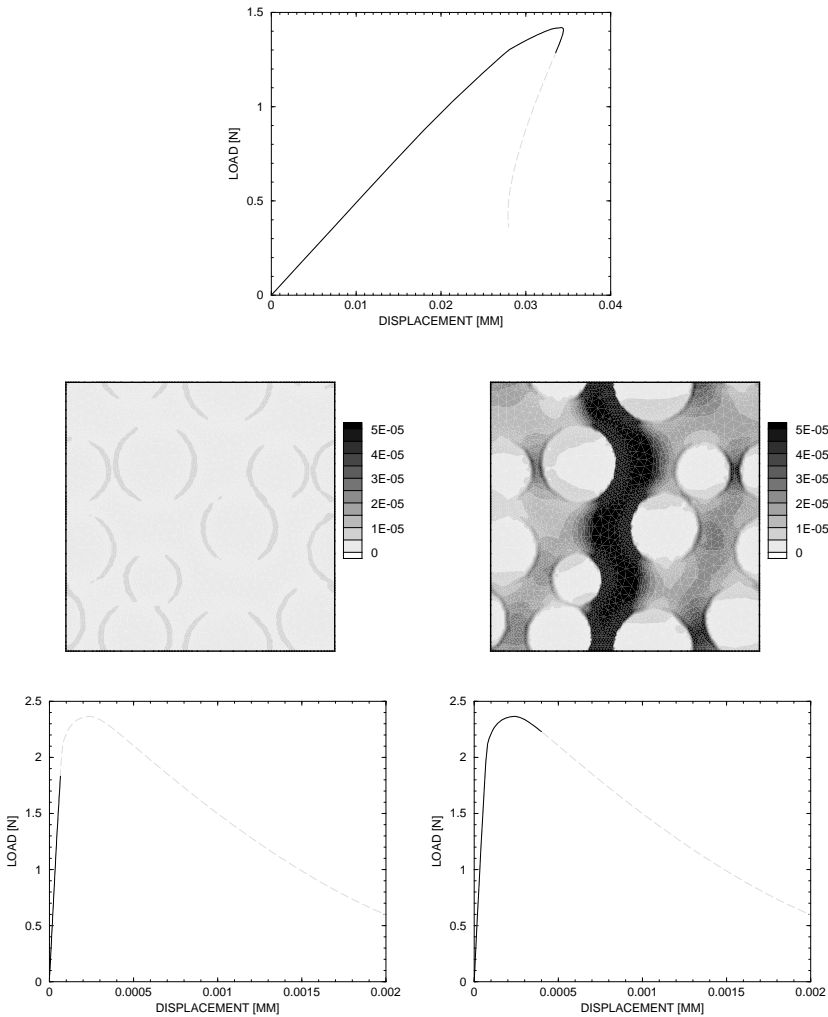 1.5
1
0.5
0
LOAD [N]
0 0.01 0.02 0.03 0.04
DISPLACEMENT [MM]
5E-05
4E-05
3E-05
2E-05
1E-05
0
5E-05
4E-05
3E-05
2E-05
1E-05
0
2.5
2
1.5
1
0.5
0
LOAD [N]
0 0.0005 0.001 0.0015 0.002
DISPLACEMENT [MM]
2.5
2
1.5
1
0.5
0
LOAD [N]
0 0.0005 0.001 0.0015 0.002
DISPLACEMENT [MM]